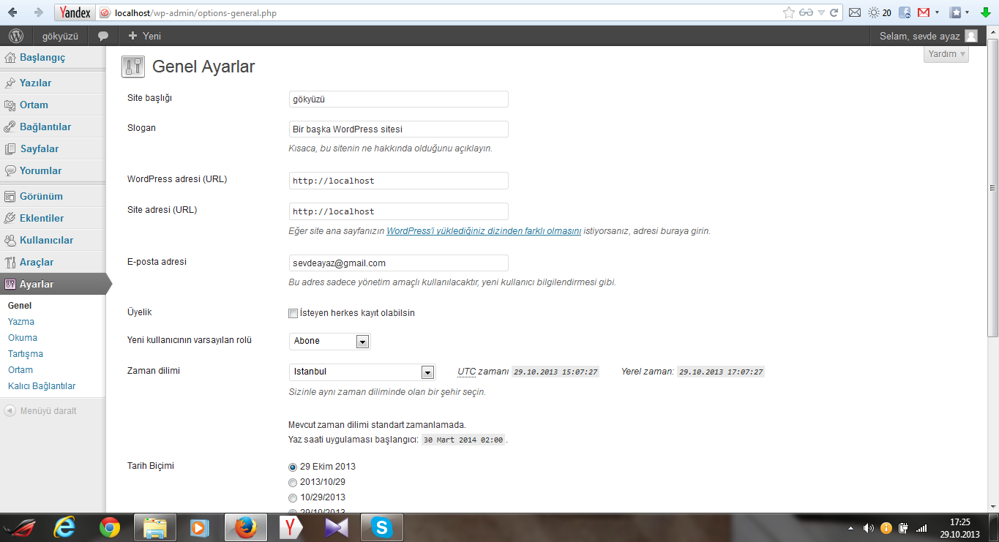 Yandex localhost/wp-admin/options-general.php 20
gökyüzü Yeni Selam, sevde ayaz
Yardım
Başlangıç
Yazılar
Ortam
Bağlantılar
Sayfalar
Yorumlar
Görünüm
Eklentiler
Kullanıcılar
Araçlar
Ayarlar
Genel
Yazma
Okuma
Tartışma
Ortam
Kalıcı Bağlantılar
Menüyü daralt
Genel Ayarlar
Site başlığı gökyüzü
Slogan Bir başka WordPress sitesi
Kısaca, bu sitenin ne hakkında olduğunu açıklayın.
WordPress adresi (URL) http://localhost
Site adresi (URL) http://localhost
Eğer site ana sayfanızın WordPress'i yüklediğiniz dizinden farklı olmasını istiyorsanız, adresi buraya girin.
E-posta adresi sevdeayaz@gmail.com
Bu adres sadece yönetim amaçlı kullanılacaktır, yeni kullanıcı bilgilendirmesi gibi.
Üyelik İsteyen herkes kayıt olabilsin
Yeni kullanıcının varsayılan rolü Abone
Zaman dilimi Istanbul UTC zamanı 29.10.2013 15:07:27 Yerel zaman: 29.10.2013 17:07:27
Sizinle aynı zaman diliminde olan bir şehir seçin.
Mevcut zaman dilimi standart zamanlamada.
Yaz saati uygulaması başlangıcı: 30 Mart 2014 02:00.
Tarih Biçimi 29 Ekim 2013
2013/10/29
10/29/2013
29/10/2013
17:25
29.10.2013